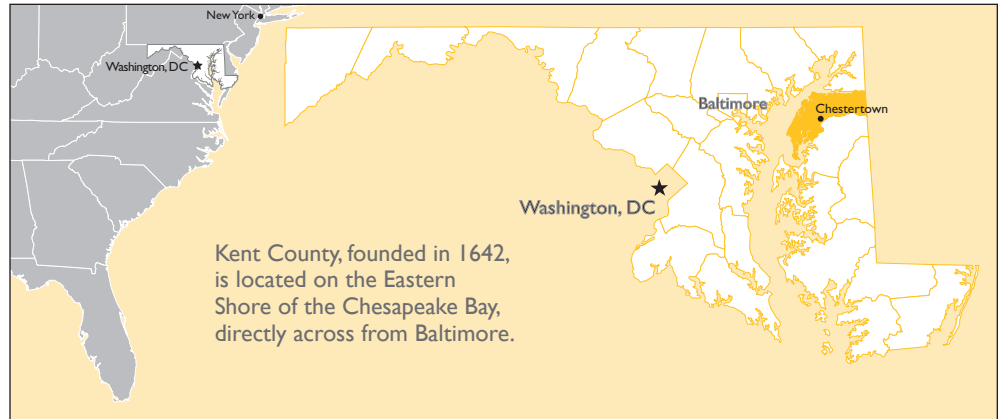 New York
Washington, DC
Baltimore
Chestertown
Washington, DC
Kent County, founded in 1642,
is located on the Eastern
Shore of the Chesapeake Bay,
directly across from Baltimore.